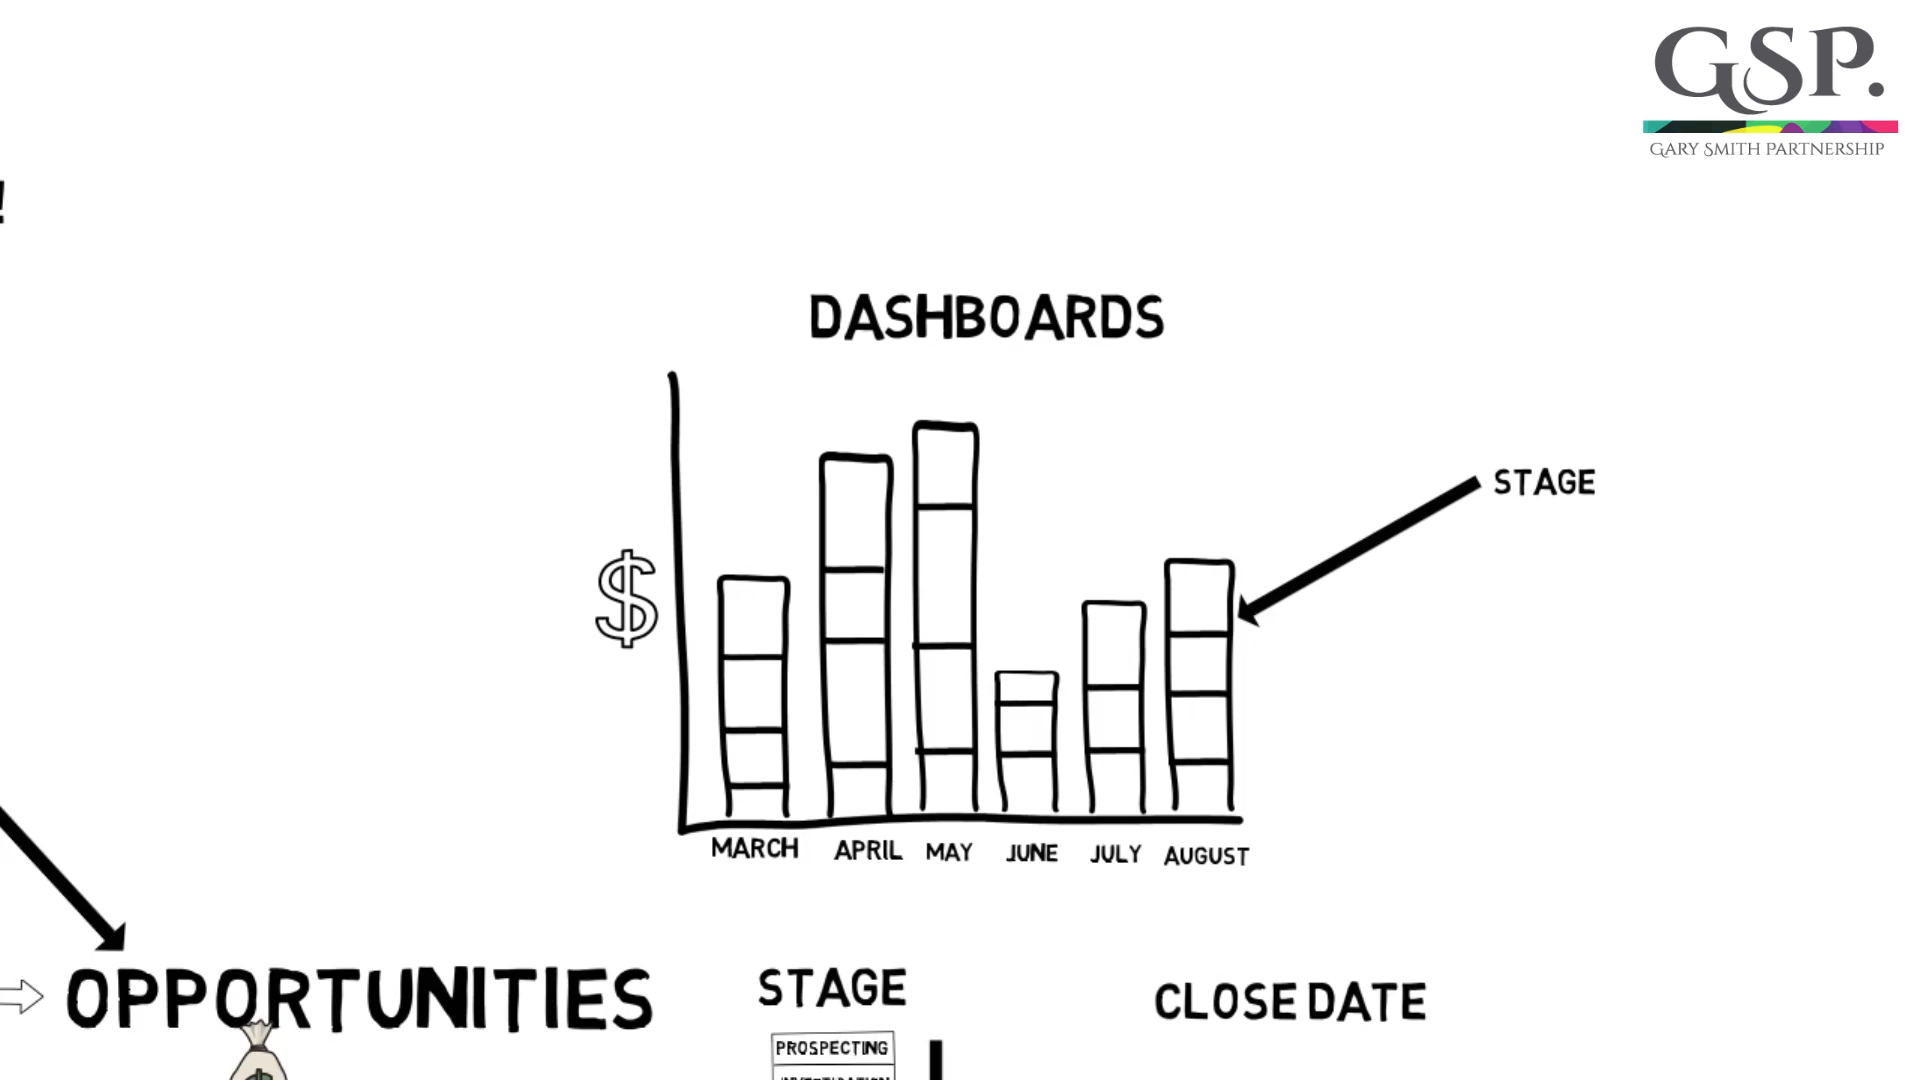 GSP.
GARY SMITH PARTNERSHIP
!
DASHBOARDS
STAGE
$
MARCH APRIL MAY JUNE JULY AUGUST
OPPORTUNITIES
STAGE
CLOSE DATE
PROSPECTING